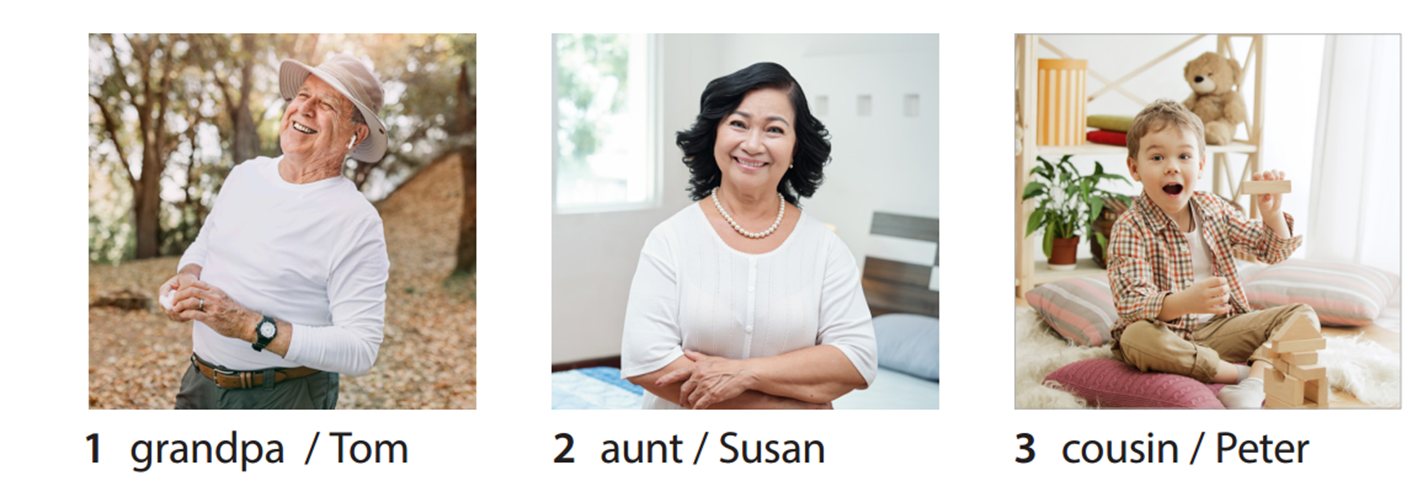 1 grandpa / Tom
2 aunt / Susan
3 cousin / Peter